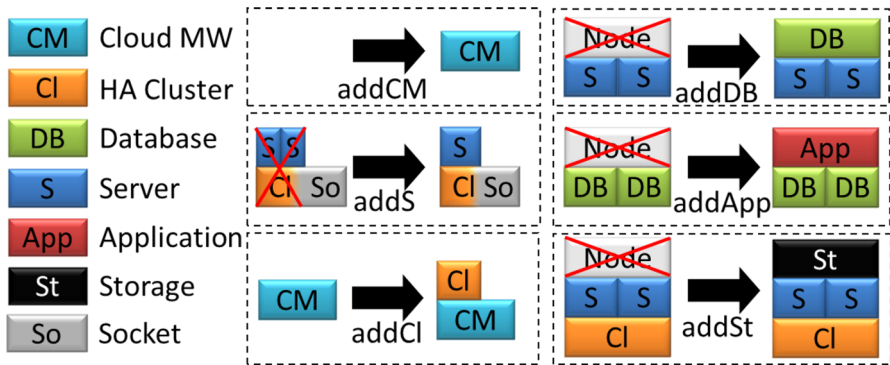 CM Cloud MW
Cl HA Cluster
DB Database
S Server
App Application
St Storage
So Socket
addCM
CM
S S
Cl So
addS
S
Cl So
CM
addCl
Cl
CM
Node
S S
addDB
DB
S S
Node
DB DB
addApp
App
DB DB
Node
S S
Cl
addSt
St
S S
Cl